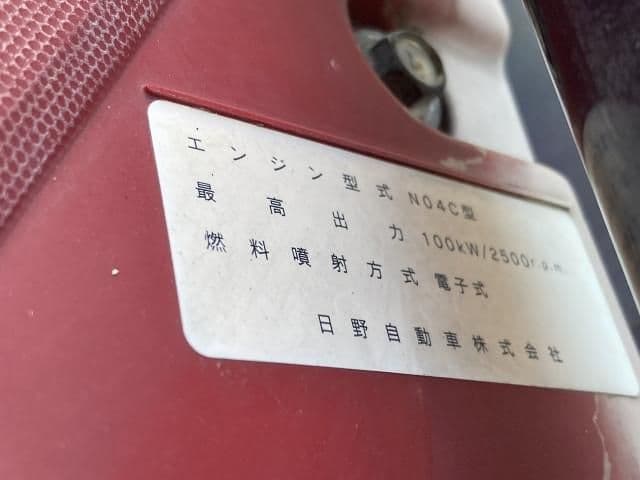 エンジン型式 N04C型
最高出力 100kW/2500r.p.m.
燃料噴射方式 電子式
日野自動車株式会社